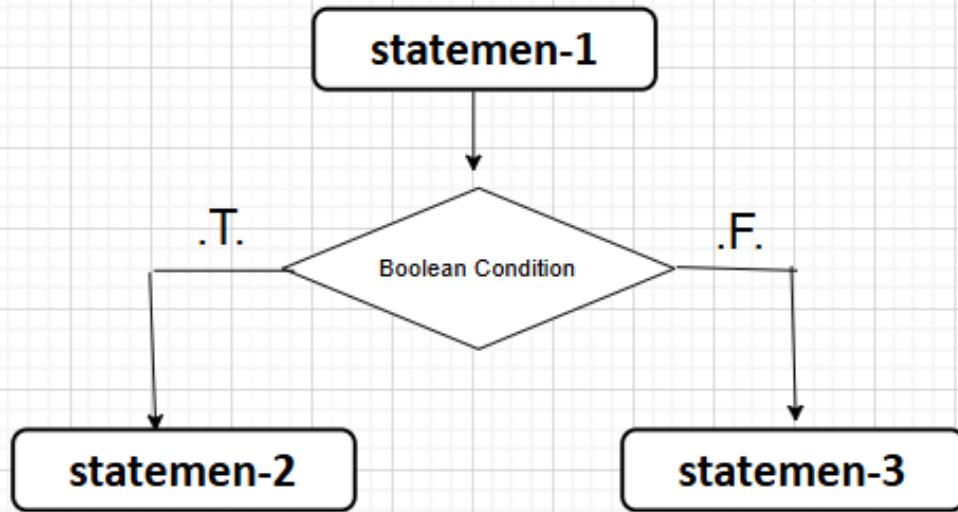 statemen-1
.T.
.F.
Boolean Condition
statemen-2
statemen-3